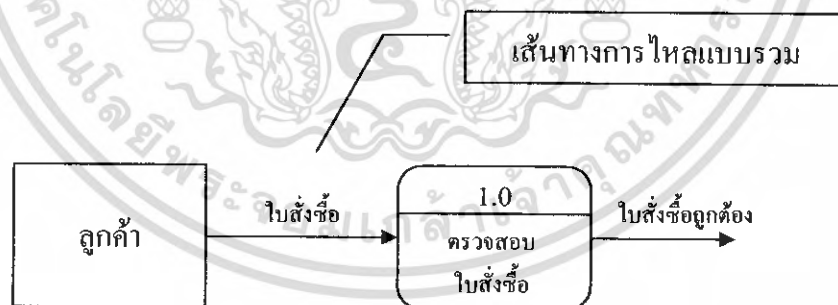 เส้นทางการไหลแบบรวม
ลูกค้า
ใบสั่งซื้อ
1.0
ตรวจสอบ
ใบสั่งซื้อ
ใบสั่งซื้อถูกต้อง